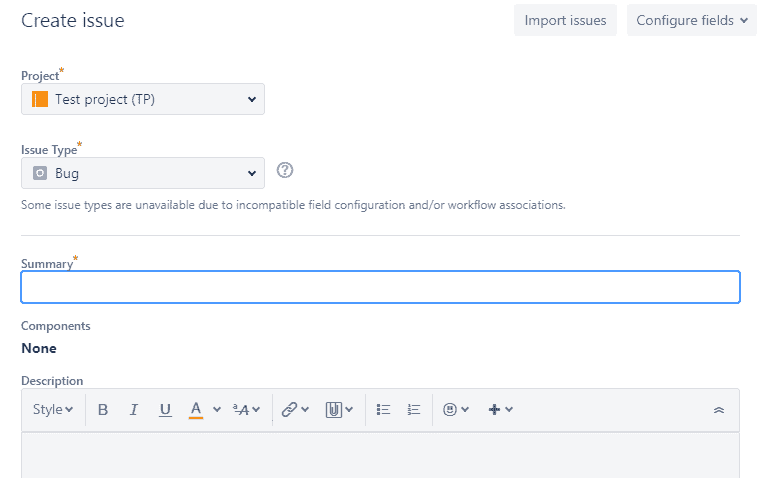 Create issue
Import issues
Configure fields
Project*
Test project (TP)
Issue Type*
Bug
?
Some issue types are unavailable due to incompatible field configuration and/or workflow associations.
Summary*
Components
None
Description
Style B I U A ªA